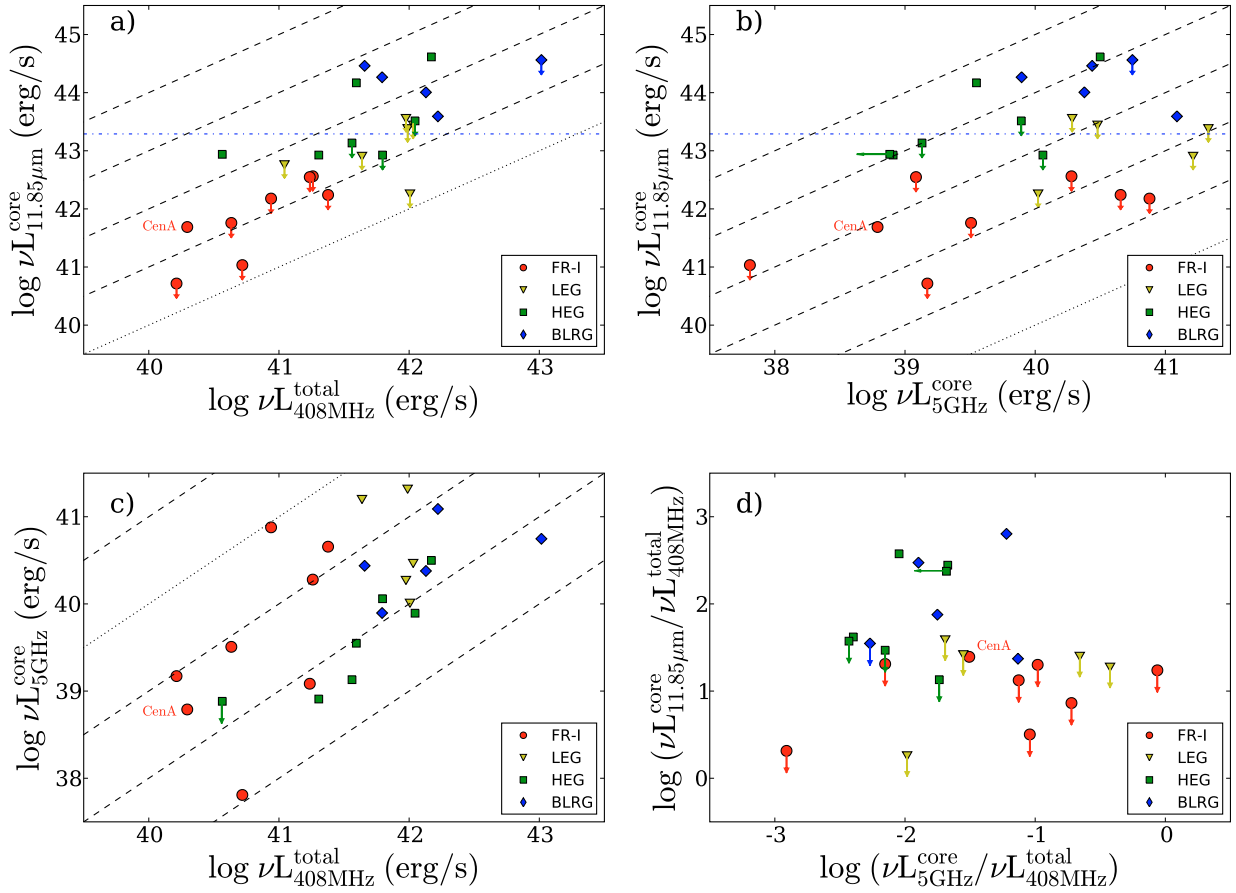 a)
log νL^core_11.85μm (erg/s)
45
44
43
42
41
40
CenA
FR-I
LEG
HEG
BLRG
40 41 42 43
log νL^total_408MHz (erg/s)
b)
log νL^core_11.85μm (erg/s)
45
44
43
42
41
40
CenA
FR-I
LEG
HEG
BLRG
38 39 40 41
log νL^core_5GHz (erg/s)
c)
log νL^core_5GHz (erg/s)
41
40
39
38
CenA
FR-I
LEG
HEG
BLRG
40 41 42 43
log νL^total_408MHz (erg/s)
d)
log (νL^core_11.85μm/νL^total_408MHz)
3
2
1
0
CenA
FR-I
LEG
HEG
BLRG
-3 -2 -1 0
log (νL^core_5GHz/νL^total_408MHz)